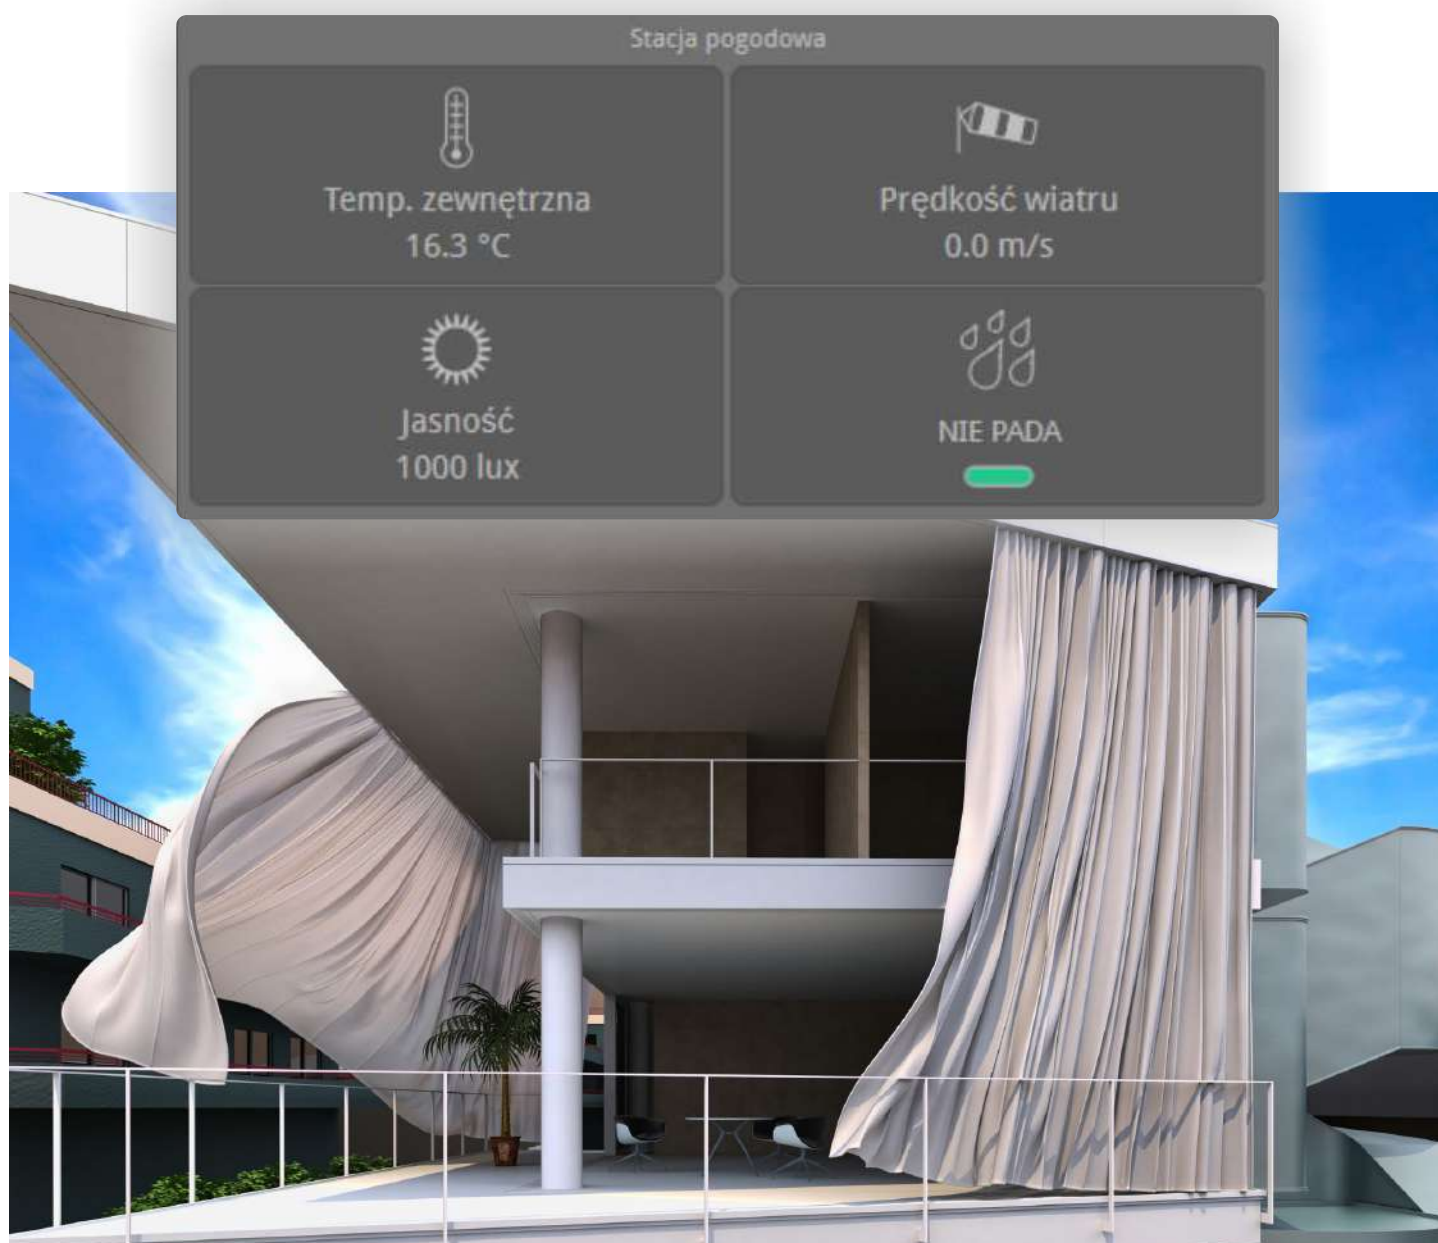 Stacja pogodowa
Temp. zewnętrzna
16.3 °C
Prędkość wiatru
0.0 m/s
Jasność
1000 lux
NIE PADA